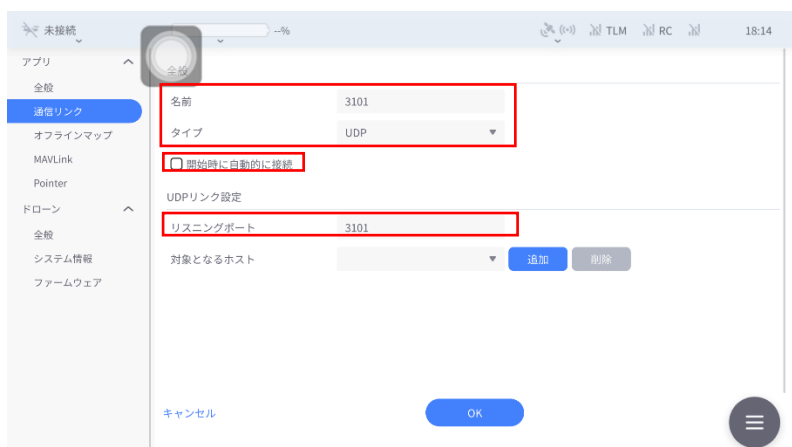 未接続 --% TLM RC 18:14
アプリ
全般
通信リンク
オフラインマップ
MAVLink
Pointer
ドローン
全般
システム情報
ファームウェア
全般
名前 3101
タイプ UDP
開始時に自動的に接続
UDPリンク設定
リスニングポート 3101
対象となるホスト 追加 削除
キャンセル OK